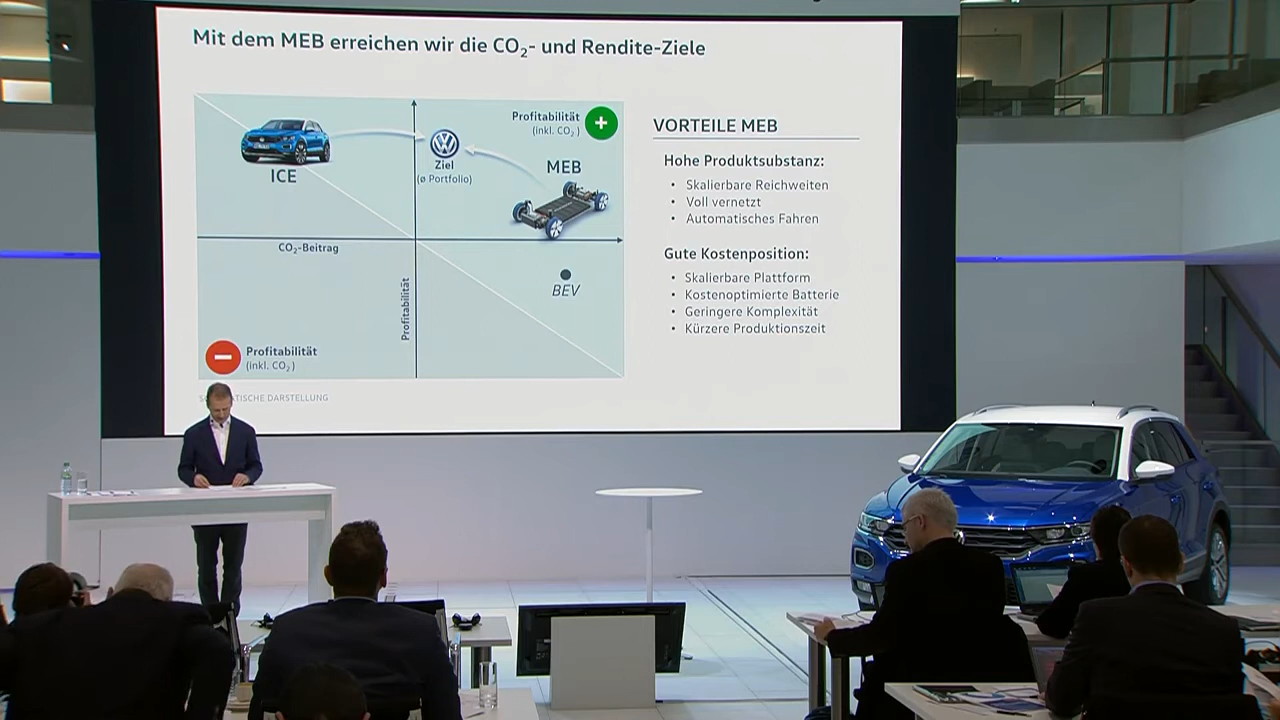 Mit dem MEB erreichen wir die CO₂- und Rendite-Ziele
Profitabilität
(inkl. CO₂)
ICE
Ziel
(ø Portfolio)
MEB
CO₂-Beitrag
Profitabilität
BEV
Profitabilität
(inkl. CO₂)
TISCHE DARSTELLUNG
VORTEILE MEB
Hohe Produktsubstanz:
• Skalierbare Reichweiten
• Voll vernetzt
• Automatisches Fahren
Gute Kostenposition:
• Skalierbare Plattform
• Kostenoptimierte Batterie
• Geringere Komplexität
• Kürzere Produktionszeit